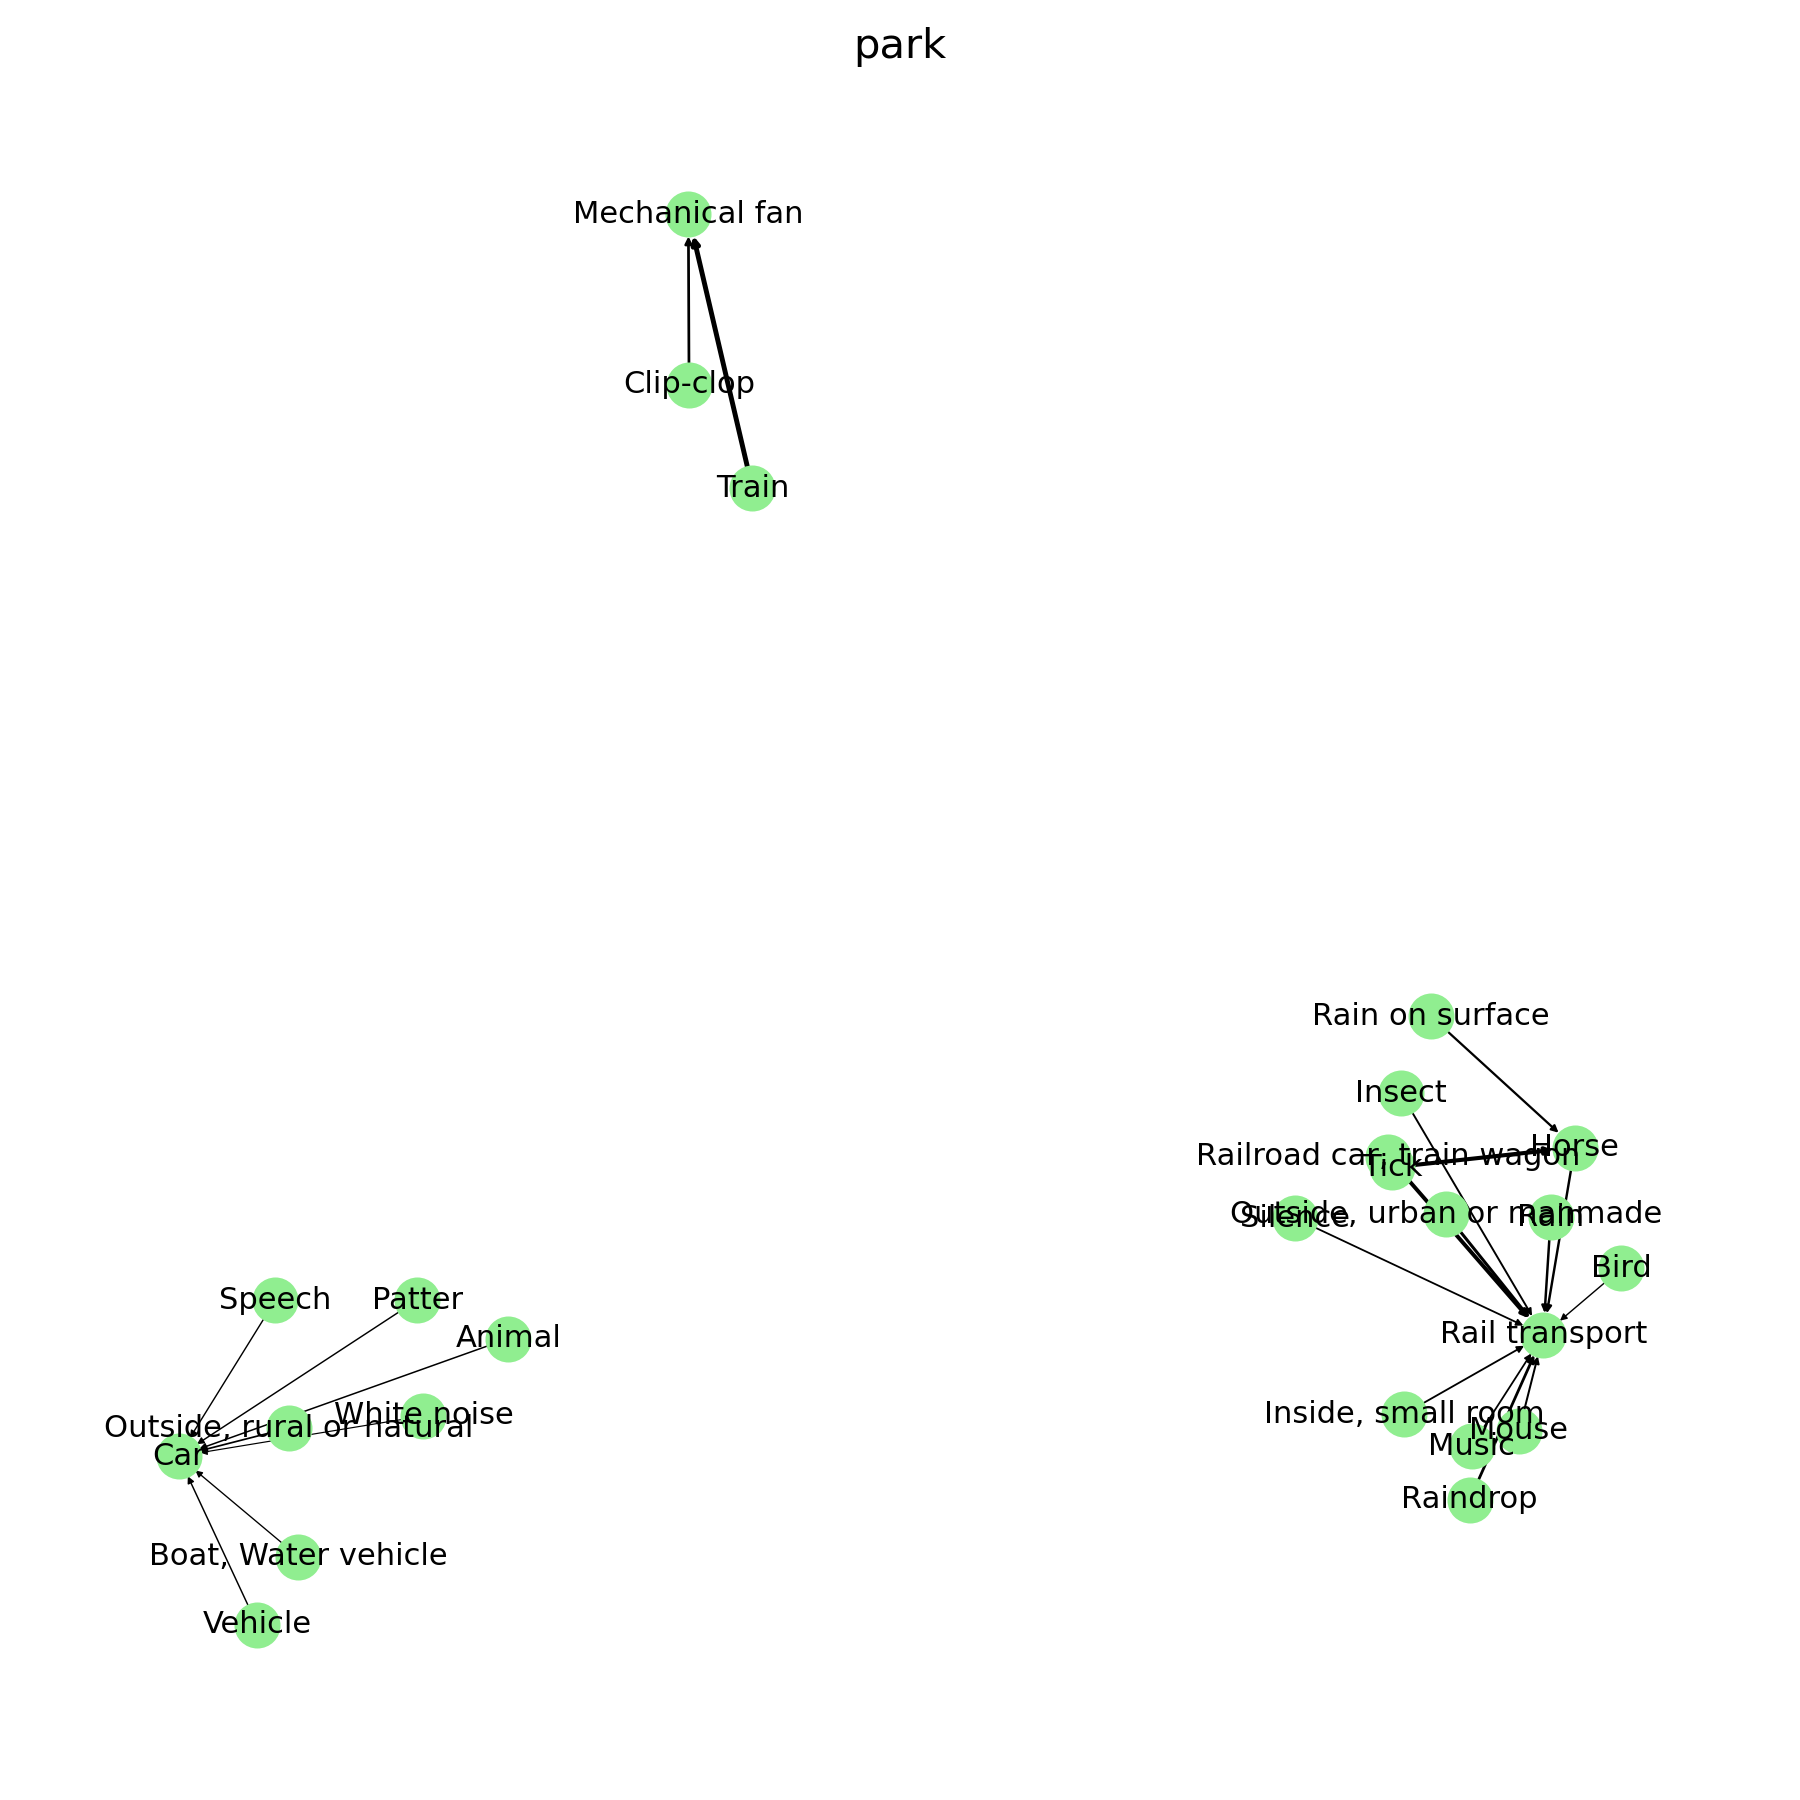 park
Mechanical fan
Clip-clop
Train
Rain on surface
Insect
Horse
Railroad car, train wagon
Tick
Outside, urban or manmade
Silence
Rain
Bird
Speech
Patter
Rail transport
Animal
Inside, small room
White noise
Outside, rural or natural
Mouse
Music
Car
Raindrop
Boat, Water vehicle
Vehicle